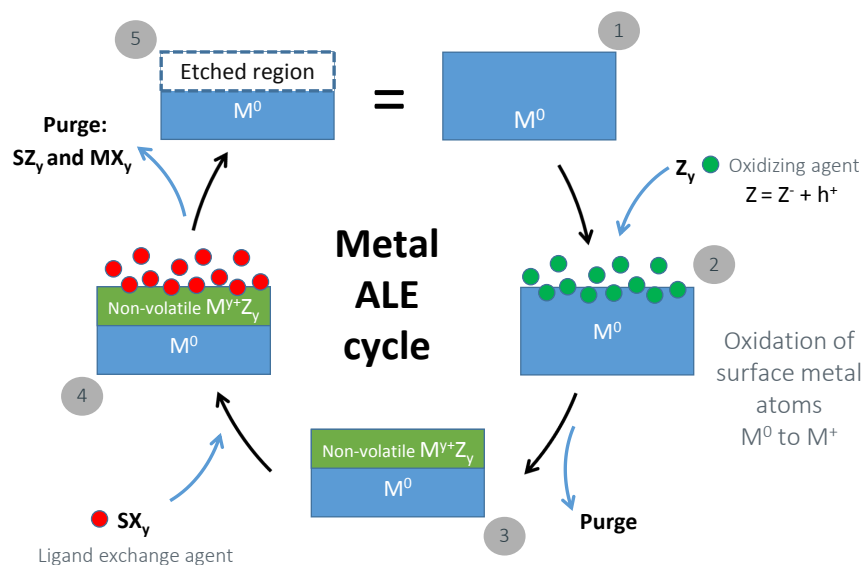 5
Etched region
M⁰
=
1
M⁰
Purge:
SZy and MXy
Zy Oxidizing agent
Z = Z⁻ + h⁺
Metal
ALE
cycle
2
M⁰
Oxidation of
surface metal
atoms
M⁰ to M⁺
Non-volatile Mʸ⁺Zy
M⁰
4
Non-volatile Mʸ⁺Zy
M⁰
3
Purge
SXy
Ligand exchange agent